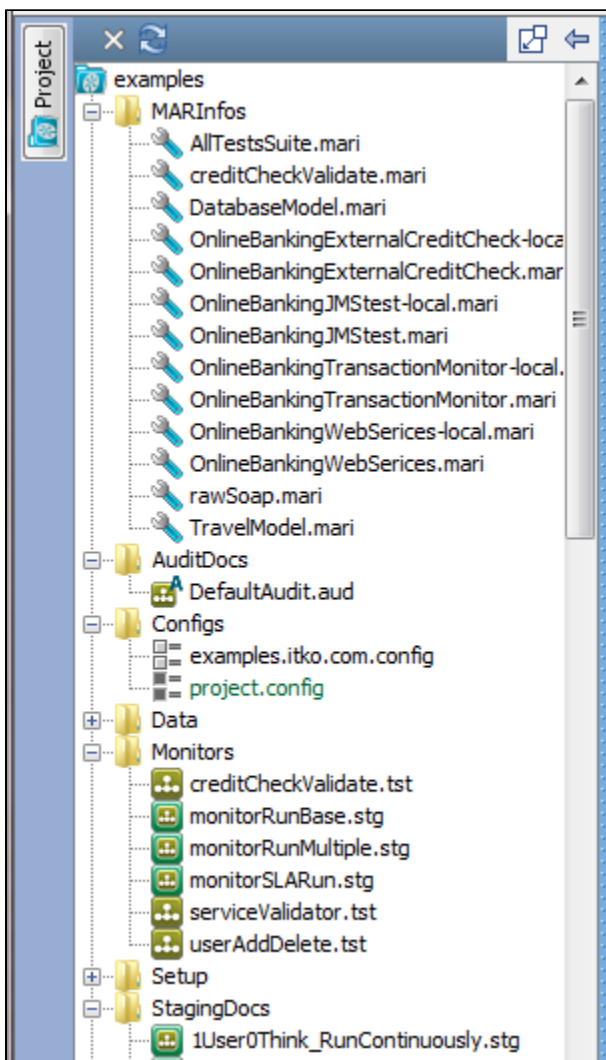 Project
examples
MARInfos
AllTestsSuite.mari
creditCheckValidate.mari
DatabaseModel.mari
OnlineBankingExternalCreditCheck-loca
OnlineBankingExternalCreditCheck.mar
OnlineBankingJMStest-local.mari
OnlineBankingJMStest.mari
OnlineBankingTransactionMonitor-local.
OnlineBankingTransactionMonitor.mari
OnlineBankingWebSerices-local.mari
OnlineBankingWebSerices.mari
rawSoap.mari
TravelModel.mari
AuditDocs
DefaultAudit.aud
Configs
examples.itko.com.config
project.config
Data
Monitors
creditCheckValidate.tst
monitorRunBase.stg
monitorRunMultiple.stg
monitorSLARun.stg
serviceValidator.tst
userAddDelete.tst
Setup
StagingDocs
1User0Think_RunContinuously.stg